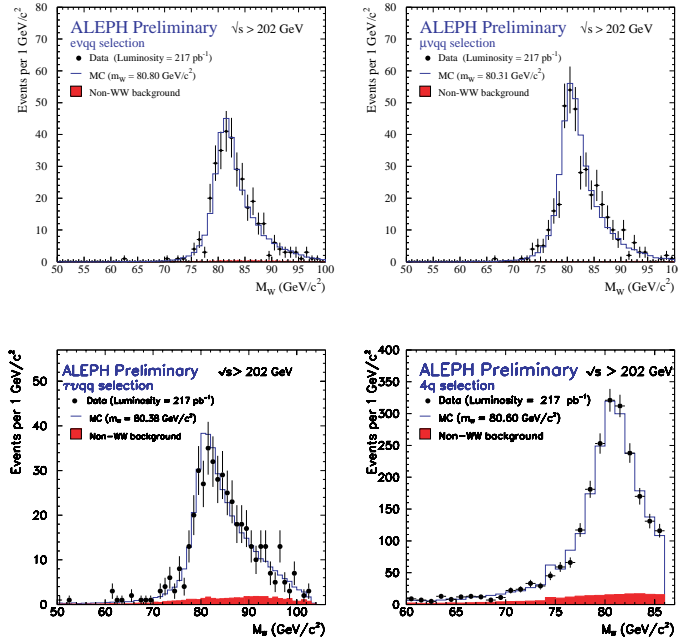 ALEPH Preliminary √s > 202 GeV
eνqq selection
Data (Luminosity = 217 pb⁻¹)
MC (m_W = 80.80 GeV/c²)
Non-WW background
Events per 1 GeV/c²
80
70
60
50
40
30
20
10
0
50 55 60 65 70 75 80 85 90 95 100
M_W (GeV/c²)
ALEPH Preliminary √s > 202 GeV
μνqq selection
Data (Luminosity = 217 pb⁻¹)
MC (m_W = 80.31 GeV/c²)
Non-WW background
Events per 1 GeV/c²
80
70
60
50
40
30
20
10
0
50 55 60 65 70 75 80 85 90 95 100
M_W (GeV/c²)
ALEPH Preliminary √s > 202 GeV
τνqq selection
Data (Luminosity = 217 pb⁻¹)
MC (m_W = 80.38 GeV/c²)
Non-WW background
Events per 1 GeV/c²
50
40
30
20
10
0
50 60 70 80 90 100
M_W (GeV/c²)
ALEPH Preliminary √s > 202 GeV
4q selection
Data (Luminosity = 217 pb⁻¹)
MC (m_W = 80.60 GeV/c²)
Non-WW background
Events per 1 GeV/c²
400
350
300
250
200
150
100
50
0
60 65 70 75 80 85
M_W (GeV/c²)